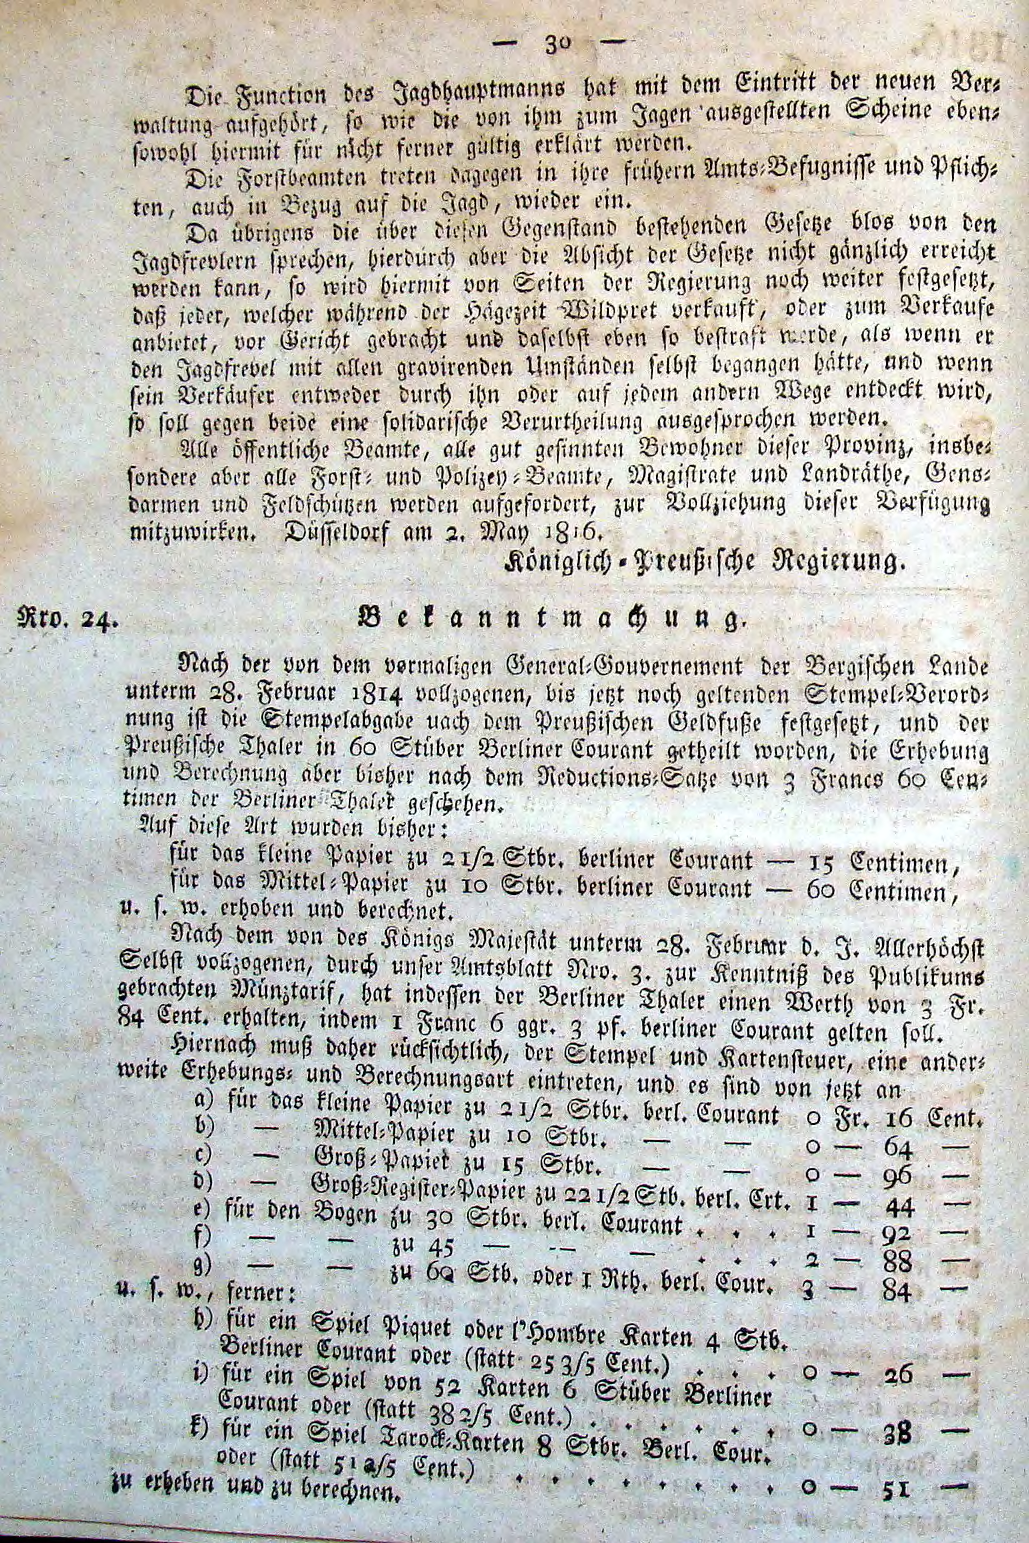 — 30 —
Die Function des Jagdhauptmanns hat mit dem Eintritt der neuen Ver-
waltung aufgehört, so wie die von ihm zum Jagen ausgestellten Scheine eben-
sowohl hiermit für nicht ferner gültig erklärt werden.
Die Forstbeamten treten dagegen in ihre frühern Amts-Befugnisse und Pflich-
ten, auch in Bezug auf die Jagd, wieder ein.
Da übrigens die über diesen Gegenstand bestehenden Gesetze blos von den
Jagdfrevlern sprechen, hierdurch aber die Absicht der Gesetze nicht gänzlich erreicht
werden kann, so wird hiermit von Seiten der Regierung noch weiter festgesetzt,
daß jeder, welcher während der Hägezeit Wildpret verkauft, oder zum Verkaufe
anbietet, vor Gericht gebracht und daselbst eben so bestraft werde, als wenn er
den Jagdfrevel mit allen gravirenden Umständen selbst begangen hätte, und wenn
sein Verkäufer entweder durch ihn oder auf jedem andern Wege entdeckt wird,
so soll gegen beide eine solidarische Verurtheilung ausgesprochen werden.
Alle öffentliche Beamte, alle gut gesinnten Bewohner dieser Provinz, insbe-
sondere aber alle Forst- und Polizey-Beamte, Magistrate und Landräthe, Gens-
darmen und Feldschützen werden aufgefordert, zur Vollziehung dieser Verfügung
mitzuwirken. Düsseldorf am 2. May 1816.
Königlich-Preußische Regierung.
Nro. 24. Bekanntmachung.
Nach der von dem vormaligen General-Gouvernement der Bergischen Lande
unterm 28. Februar 1814 vollzogenen, bis jetzt noch geltenden Stempel-Verord-
nung ist die Stempelabgabe uach dem Preußischen Geldfuße festgesetzt, und der
Preußische Thaler in 60 Stüber Berliner Courant getheilt worden, die Erhebung
und Berechnung aber bisher nach dem Reductions-Satze von 3 Francs 60 Cen-
timen der Berliner Thaler geschehen.
Auf diese Art wurden bisher:
für das kleine Papier zu 2 1/2 Stbr. berliner Courant — 15 Centimen,
für das Mittel-Papier zu 10 Stbr. berliner Courant — 60 Centimen,
u. s. w. erhoben und berechnet.
Nach dem von des Königs Majestät unterm 28. Februar d. J. Allerhöchst
Selbst vollzogenen, durch unser Amtsblatt Nro. 3. zur Kenntniß des Publikums
gebrachten Münztarif, hat indessen der Berliner Thaler einen Werth von 3 Fr.
84 Cent. erhalten, indem 1 Franc 6 ggr. 3 pf. berliner Courant gelten soll.
Hiernach muß daher rücksichtlich, der Stempel und Kartensteuer, eine ander-
weite Erhebungs- und Berechnungsart eintreten, und es sind von jetzt an
a) für das kleine Papier zu 2 1/2 Stbr. berl. Courant 0 Fr. 16 Cent.
b) — Mittel-Papier zu 10 Stbr. — — 0 — 64 —
c) — Groß-Papier zu 15 Stbr. — — 0 — 96 —
d) — Groß-Register-Papier zu 22 1/2 Stb. berl. Crt. 1 — 44 —
e) für den Bogen zu 30 Stbr. berl. Courant . . . 1 — 92 —
f) — — zu 45 — — — . . . 2 — 88 —
g) — — zu 60 Stb. oder 1 Rth. berl. Cour. 3 — 84 —
u. s. w., ferner:
h) für ein Spiel Piquet oder l'Hombre Karten 4 Stb.
Berliner Courant oder (statt 25 3/5 Cent.) . . . 0 — 26 —
i) für ein Spiel von 52 Karten 6 Stüber Berliner
Courant oder (statt 38 2/5 Cent.) . . . . . . 0 — 38 —
k) für ein Spiel Tarock-Karten 8 Stbr. Berl. Cour.
oder (statt 51 2/5 Cent.) . . . . . . . . 0 — 51 —
zu erheben und zu berechnen.